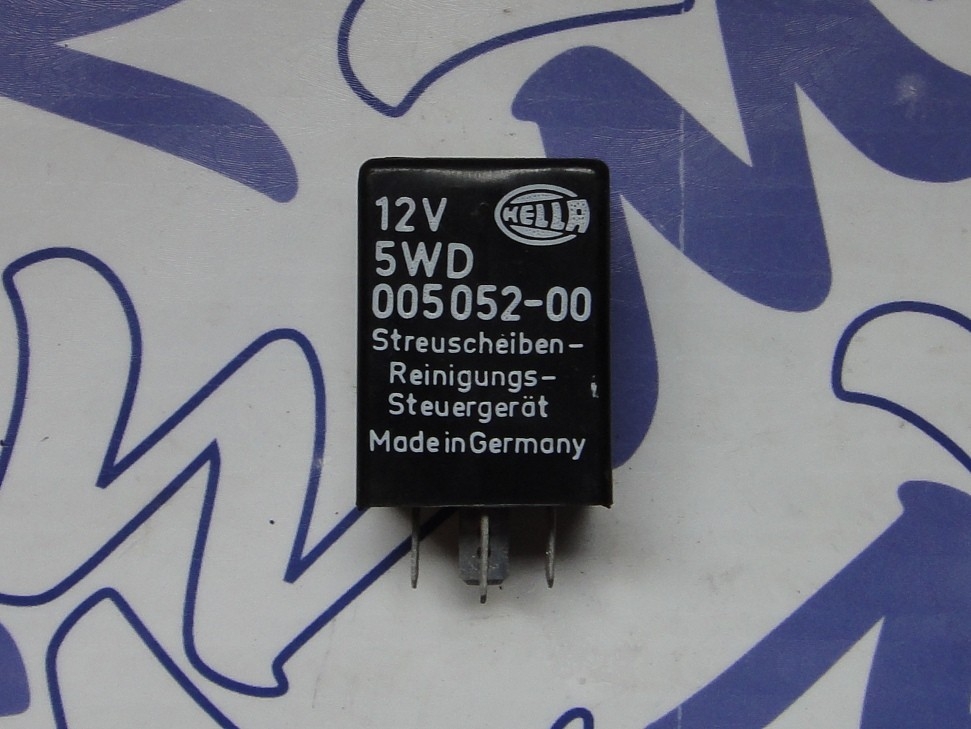 12V HELLA
5WD
005052-00
Streuscheiben-
Reinigungs-
Steuergerät
Made in Germany